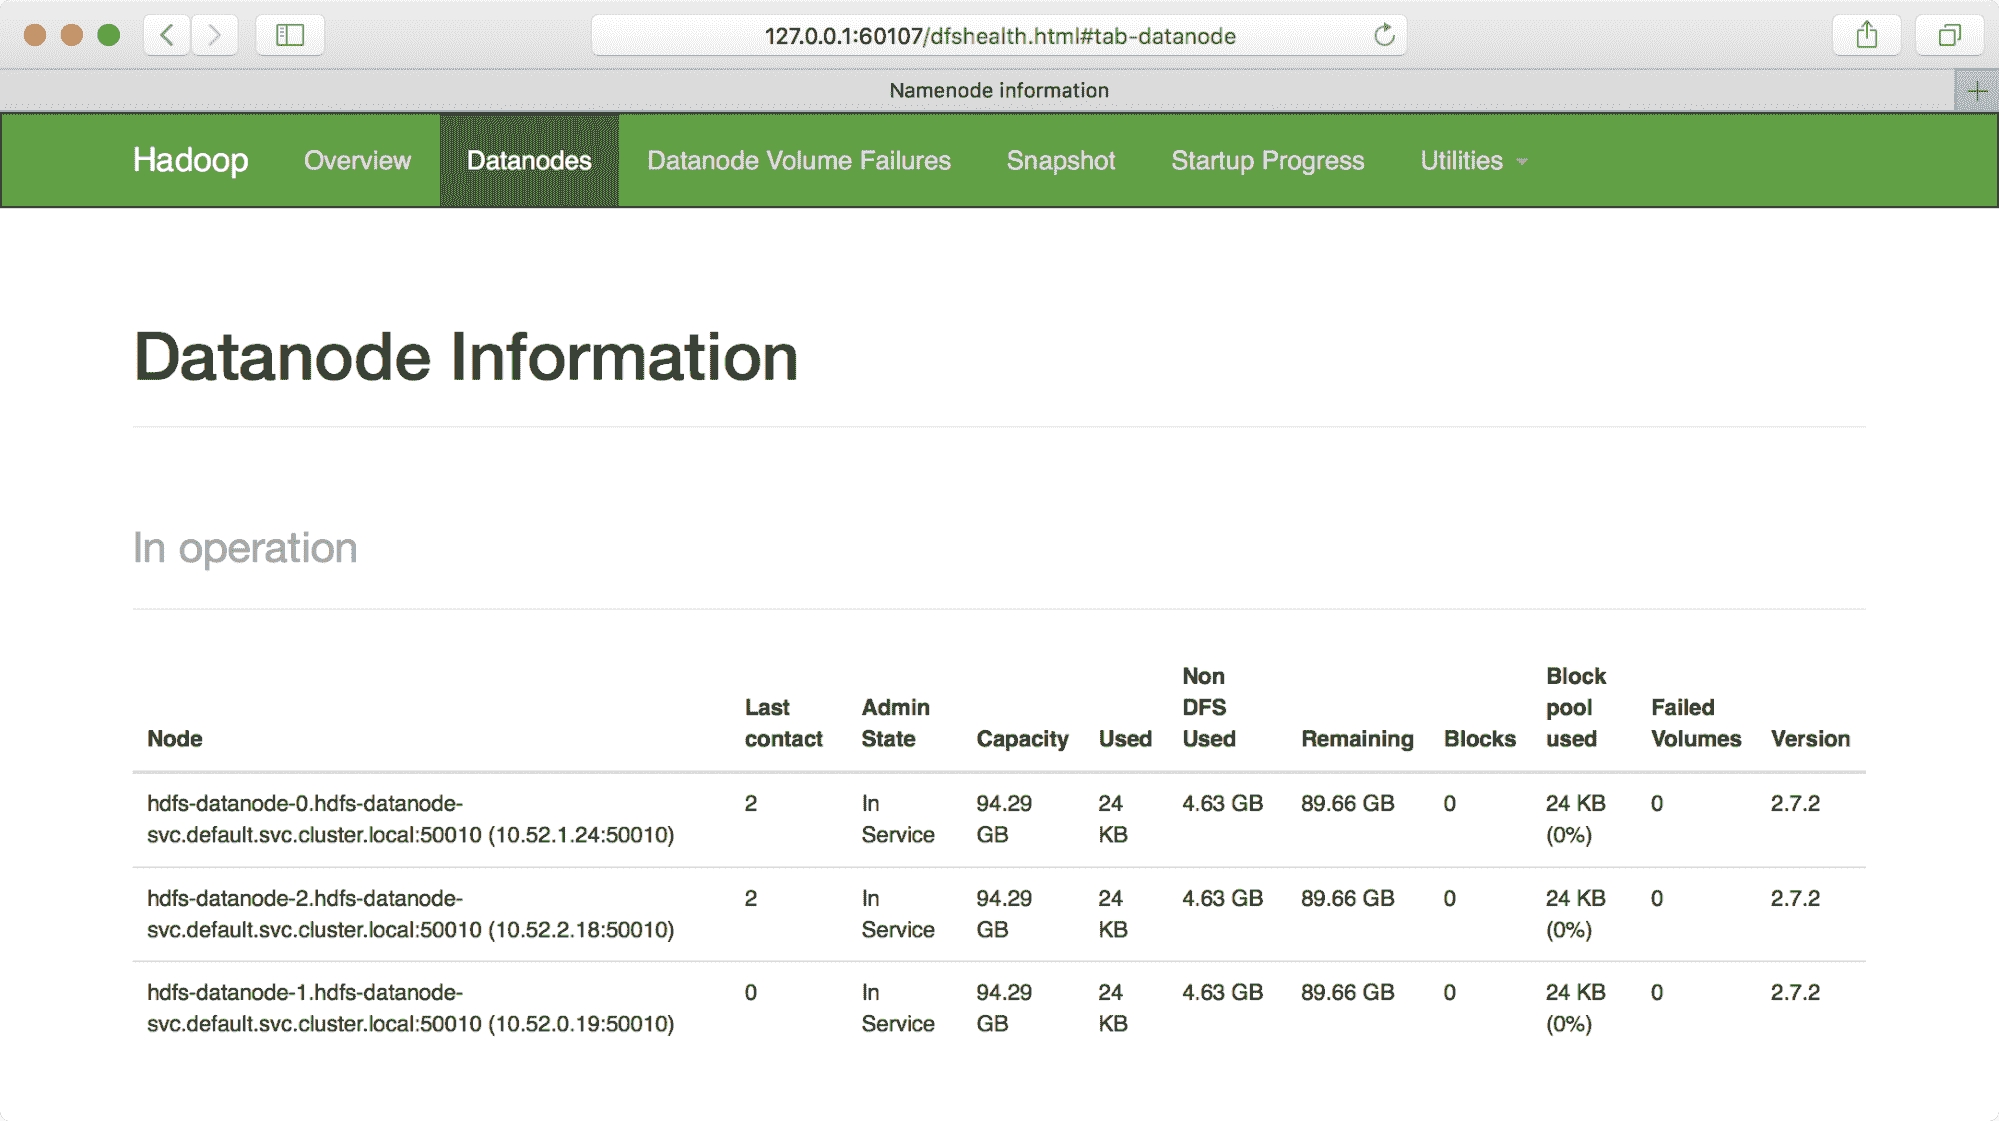 127.0.0.1:60107/dfshealth.html#tab-datanode
Namenode information
Hadoop Overview Datanodes Datanode Volume Failures Snapshot Startup Progress Utilities
Datanode Information
In operation
Node Last contact Admin State Capacity Used Non DFS Used Remaining Blocks Block pool used Failed Volumes Version
hdfs-datanode-0.hdfs-datanode- 2 In 94.29 24 4.63 GB 89.66 GB 0 24 KB 0 2.7.2
svc.default.svc.cluster.local:50010 (10.52.1.24:50010) Service GB KB (0%)
hdfs-datanode-2.hdfs-datanode- 2 In 94.29 24 4.63 GB 89.66 GB 0 24 KB 0 2.7.2
svc.default.svc.cluster.local:50010 (10.52.2.18:50010) Service GB KB (0%)
hdfs-datanode-1.hdfs-datanode- 0 In 94.29 24 4.63 GB 89.66 GB 0 24 KB 0 2.7.2
svc.default.svc.cluster.local:50010 (10.52.0.19:50010) Service GB KB (0%)